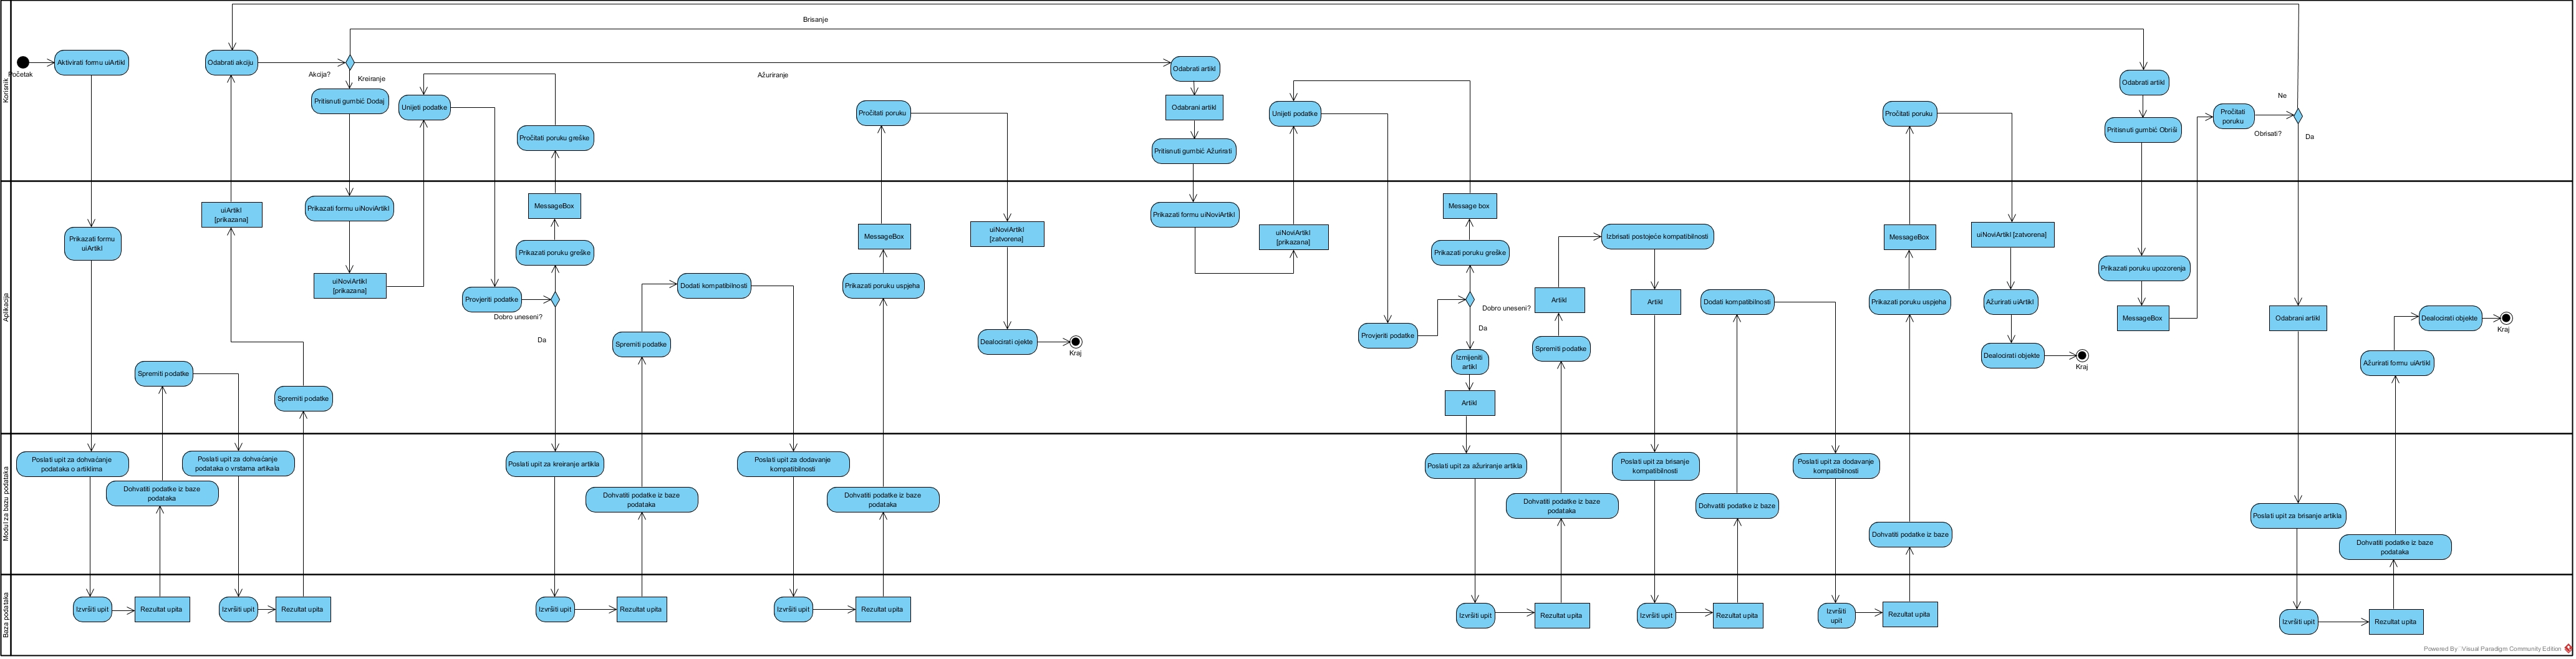 Brisanje
Korisnik
Početak
Aktivirati formu uiArtikl
Odabrati akciju
Akcija?
Kreiranje
Ažuriranje
Pritisnuti gumbić Dodaj
Unijeti podatke
Pročitati poruku greške
Pročitati poruku
Odabrati artikl
Odabrani artikl
Pritisnuti gumbić Ažurirati
Unijeti podatke
Pročitati poruku
Odabrati artikl
Pritisnuti gumbić Obriši
Pročitati
poruku
Obrisati?
Ne
Da
Aplikacija
Prikazati formu
uiArtikl
uiArtikl
[prikazana]
Spremiti podatke
Spremiti podatke
Prikazati formu uiNoviArtikl
uiNoviArtikl
[prikazana]
Provjeriti podatke
MessageBox
Prikazati poruku greške
Dobro uneseni?
Da
Spremiti podatke
Dodati kompatibilnosti
MessageBox
Prikazati poruku uspjeha
uiNoviArtikl
[zatvorena]
Dealocirati ojekte
Kraj
Prikazati formu uiNoviArtikl
uiNoviArtikl
[prikazana]
Provjeriti podatke
Message box
Prikazati poruku greške
Dobro uneseni?
Da
Izmijeniti
artikl
Artikl
Artikl
Spremiti podatke
Izbrisati postojeće kompatibilnosti
Artikl
Dodati kompatibilnosti
MessageBox
Prikazati poruku uspjeha
uiNoviArtikl [zatvorena]
Ažurirati uiArtikl
Dealocirati objekte
Kraj
Prikazati poruku upozorenja
MessageBox
Odabrani artikl
Ažurirati formu uiArtikl
Dealocirati objekte
Kraj
Modul za bazu podataka
Poslati upit za dohvaćanje
podataka o artiklima
Dohvatiti podatke iz baze
podataka
Poslati upit za dohvaćanje
podataka o vrstama artikala
Poslati upit za kreiranje artikla
Dohvatiti podatke iz baze
podataka
Poslati upit za dodavanje
kompatibilnosti
Dohvatiti podatke iz baze
podataka
Poslati upit za ažuriranje artikla
Dohvatiti podatke iz baze
podataka
Poslati upit za brisanje
kompatibilnosti
Dohvatiti podatke iz baze
Poslati upit za dodavanje
kompatibilnosti
Dohvatiti podatke iz baze
Poslati upit za brisanje artikla
Dohvatiti podatke iz baze
podataka
Baza podataka
Izvršiti upit
Rezultat upita
Izvršiti upit
Rezultat upita
Izvršiti upit
Rezultat upita
Izvršiti upit
Rezultat upita
Izvršiti upit
Rezultat upita
Izvršiti upit
Rezultat upita
Izvršiti
upit
Rezultat upita
Izvršiti upit
Rezultat upita
Powered By: Visual Paradigm Community Edition